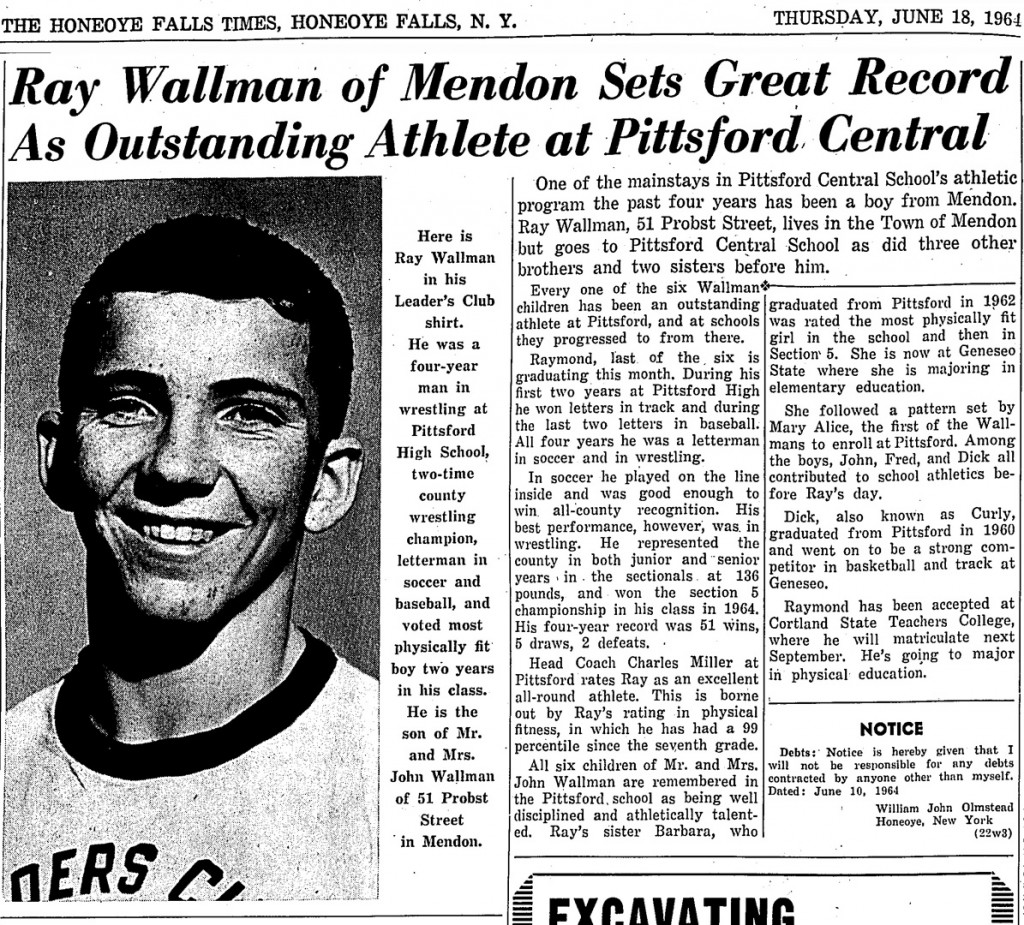 THE HONEOYE FALLS TIMES, HONEOYE FALLS, N. Y.
THURSDAY, JUNE 18, 1964
Ray Wallman of Mendon Sets Great Record
As Outstanding Athlete at Pittsford Central
Here is
Ray Wallman
in his
Leader's Club
shirt.
He was a
four-year
man in
wrestling at
Pittsford
High School,
two-time
county
wrestling
champion,
letterman in
soccer and
baseball, and
voted most
physically fit
boy two years
in his class.
He is the
son of Mr.
and Mrs.
John Wallman
of 51 Probst
Street
in Mendon.
DERS CL
One of the mainstays in Pittsford Central School's athletic
program the past four years has been a boy from Mendon.
Ray Wallman, 51 Probst Street, lives in the Town of Mendon
but goes to Pittsford Central School as did three other
brothers and two sisters before him.
Every one of the six Wallman
children has been an outstanding
athlete at Pittsford, and at schools
they progressed to from there.
Raymond, last of the six is
graduating this month. During his
first two years at Pittsford High
he won letters in track and during
the last two letters in baseball.
All four years he was a letterman
in soccer and in wrestling.
In soccer he played on the line
inside and was good enough to
win all-county recognition. His
best performance, however, was in
wrestling. He represented the
county in both junior and senior
years in the sectionals at 136
pounds, and won the section 5
championship in his class in 1964.
His four-year record was 51 wins,
5 draws, 2 defeats.
Head Coach Charles Miller at
Pittsford rates Ray as an excellent
all-round athlete. This is borne
out by Ray's rating in physical
fitness, in which he has had a 99
percentile since the seventh grade.
All six children of Mr. and Mrs.
John Wallman are remembered in
the Pittsford school as being well
disciplined and athletically talent-
ed. Ray's sister Barbara, who
graduated from Pittsford in 1962
was rated the most physically fit
girl in the school and then in
Section 5. She is now at Geneseo
State where she is majoring in
elementary education.
She followed a pattern set by
Mary Alice, the first of the Wall-
mans to enroll at Pittsford. Among
the boys, John, Fred, and Dick all
contributed to school athletics be-
fore Ray's day.
Dick, also known as Curly,
graduated from Pittsford in 1960
and went on to be a strong com-
petitor in basketball and track at
Geneseo.
Raymond has been accepted at
Cortland State Teachers College,
where he will matriculate next
September. He's going to major
in physical education.
NOTICE
Debts: Notice is hereby given that I
will not be responsible for any debts
contracted by anyone other than myself.
Dated: June 10, 1964
William John Olmstead
Honeoye, New York
(22w3)
EXCAVATING